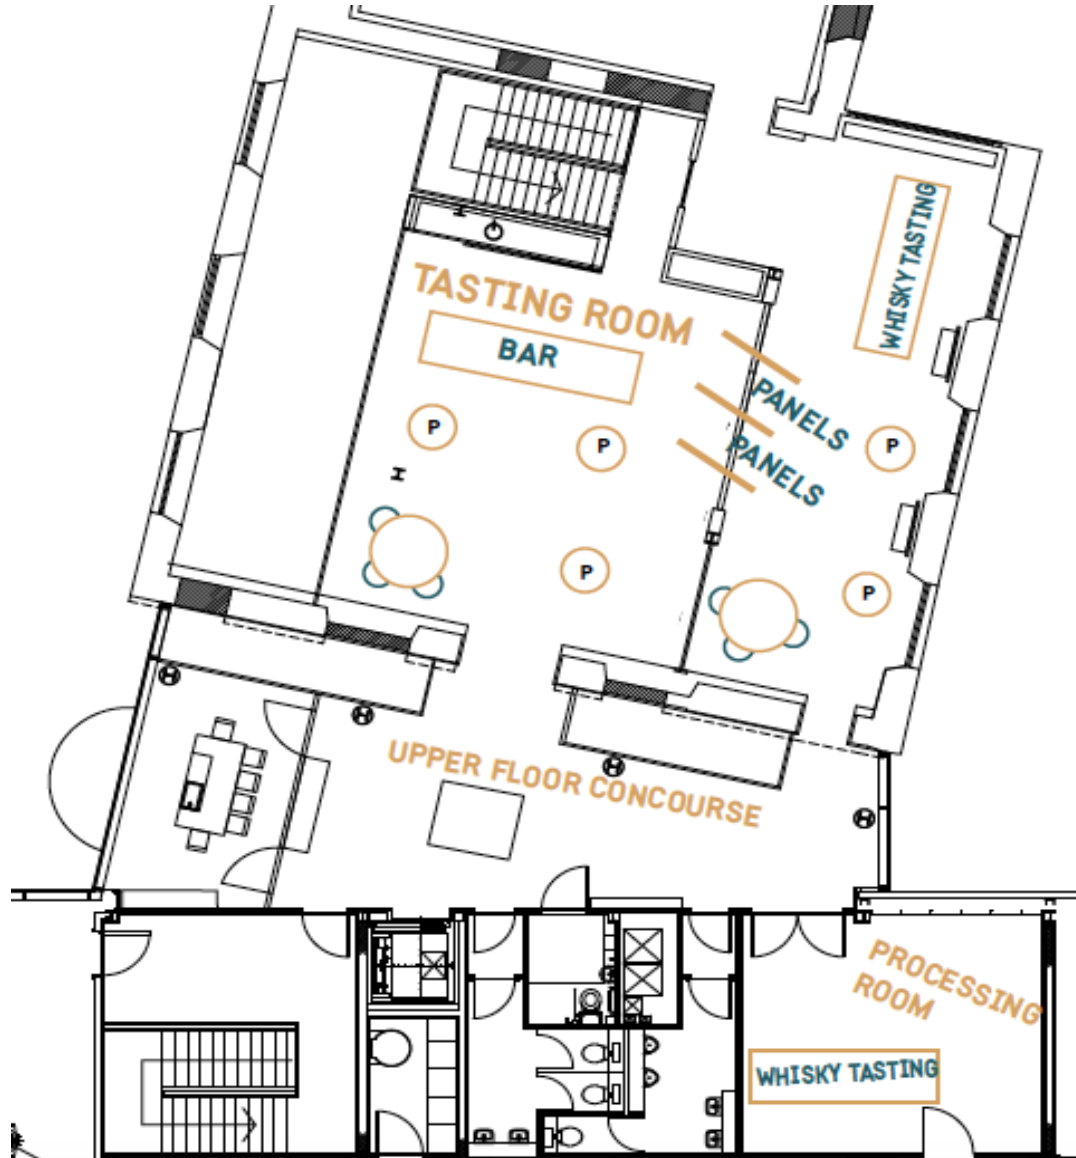 WHISKY TASTING
TASTING ROOM
BAR
PANELS
PANELS
P
P
P
P
P
H
UPPER FLOOR CONCOURSE
H
H
H
H
PROCESSING
ROOM
WHISKY TASTING